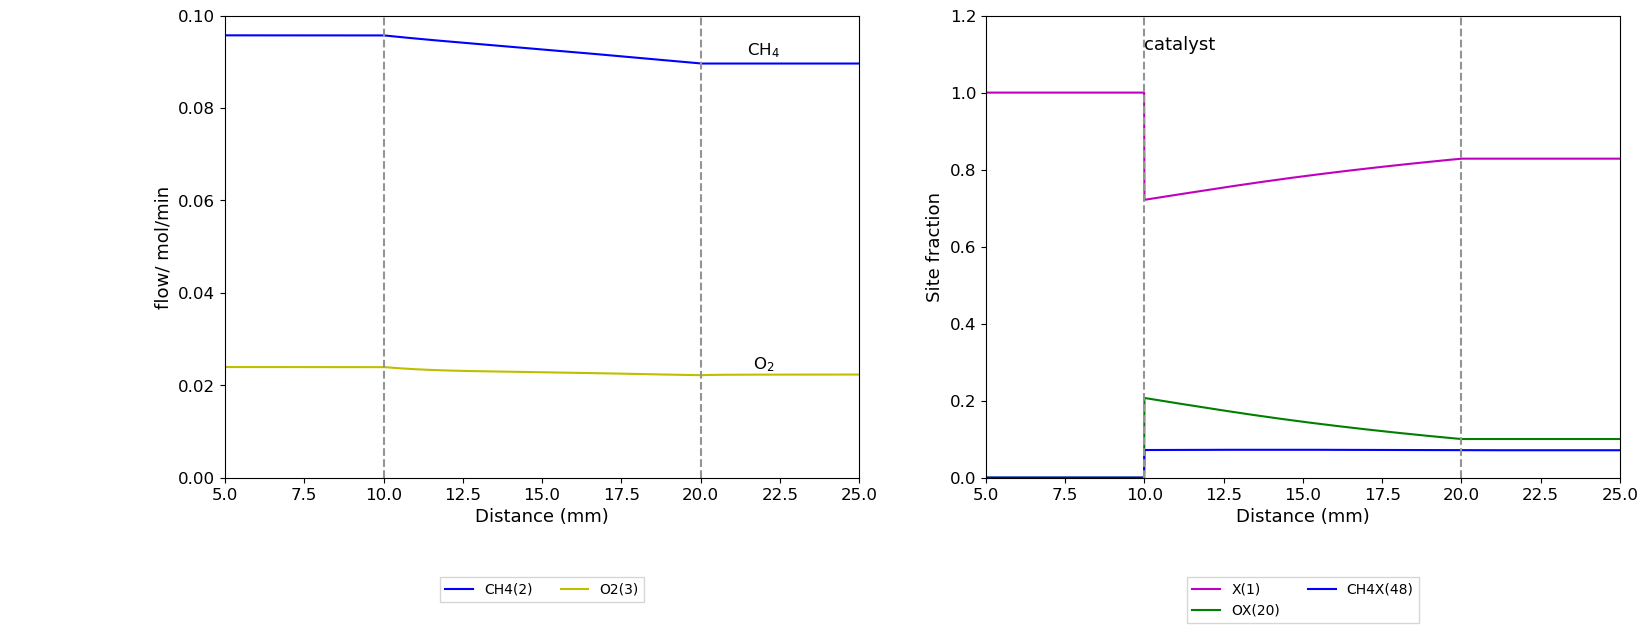 0.10
0.08
0.06
0.04
0.02
0.00
flow/ mol/min
CH4
O2
5.0 7.5 10.0 12.5 15.0 17.5 20.0 22.5 25.0
Distance (mm)
CH4(2) O2(3)
1.2
1.0
0.8
0.6
0.4
0.2
0.0
Site fraction
catalyst
5.0 7.5 10.0 12.5 15.0 17.5 20.0 22.5 25.0
Distance (mm)
X(1) CH4X(48)
OX(20)